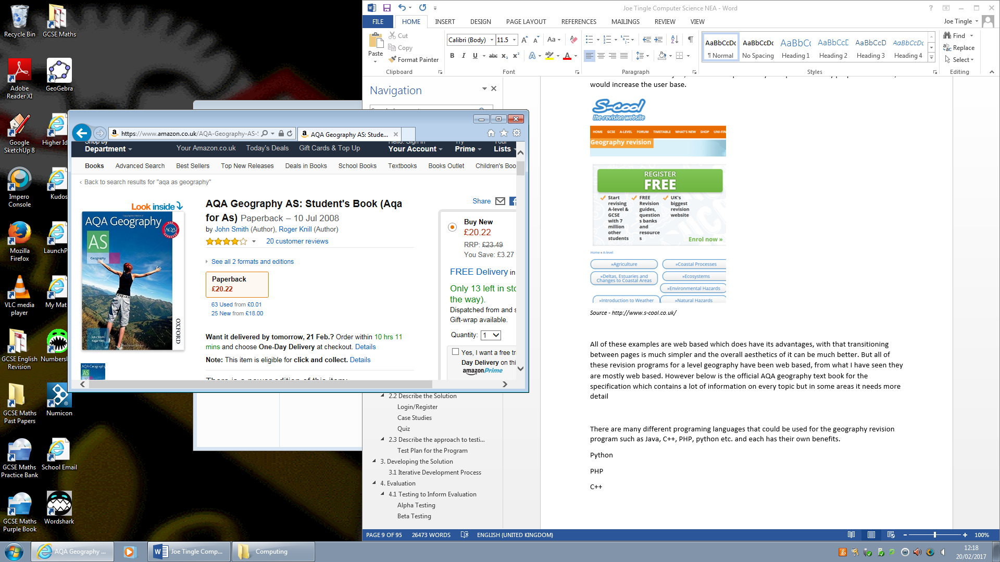 Recycle Bin
GCSE Maths
Adobe
Reader XI
GeoGebra
Google
SketchUp 8
Higher Id
Impero
Console
Kudos
Mozilla
Firefox
LaunchP
VLC media
player
My Mat
GCSE English
Revision
Numbersh
GCSE Maths
Past Papers
Numicon
GCSE Maths
Practice Bank
School Email
GCSE Maths
Purple Book
Wordshark
https://www.amazon.co.uk/AQA-Geography-AS-
AQA Geography AS: Stude...
Shop by
Department
Your Amazon.co.uk
Today's Deals
Gift Cards & Top Up
Hello. Sign in
Your Account
Try
Prime
Your
Lists
Books
Advanced Search
Best Sellers
Top New Releases
Deals in Books
School Books
Textbooks
Books Outlet
Children's Boo
‹ Back to search results for "aqa as geography"
Look inside
AQA Geography
AQA
AS
Geography
John Smith
Roger Knill
OXFORD
AQA Geography AS: Student's Book (Aqa
for As) Paperback – 10 Jul 2008
by John Smith (Author), Roger Knill (Author)
20 customer reviews
See all 2 formats and editions
Paperback
£20.22
63 Used from £0.01
25 New from £18.00
Want it delivered by tomorrow, 21 Feb.? Order within 10 hrs 11
mins and choose One-Day Delivery at checkout. Details
Note: This item is eligible for click and collect. Details
There is a newer edition of this item:
Share
Buy New
£20.22
RRP: £23.49
You Save: £3.27
FREE Delivery in
Only 13 left in sto
the way).
Dispatched from and s
Gift-wrap available.
Quantity: 1
Yes, I want a free tri
Day Delivery on this
amazonPrime
Joe Tingle Computer Science NEA - Word
FILE
HOME
INSERT
DESIGN
PAGE LAYOUT
REFERENCES
MAILINGS
REVIEW
VIEW
Joe Tingle
Paste
Cut
Copy
Format Painter
Clipboard
Calibri (Body)
11.5
Font
Paragraph
AaBbCcDc
¶ Normal
AaBbCcDc
No Spacing
AaBbCc
Heading 1
AaBbCcD
Heading 2
AaBbCcD
Heading 3
AaBbCcDc
Heading 4
Styles
Find
Replace
Select
Editing
Navigation
2.2 Describe the Solution
Login/Register
Case Studies
Quiz
2.3 Describe the approach to testi...
Test Plan for the Program
3. Developing the Solution
3.1 Iterative Development Process
4. Evaluation
4.1 Testing to Inform Evaluation
Alpha Testing
Beta Testing
would increase the user base.
S-cool
the revision website
HOME GCSE A-LEVEL FORUM TIMETABLE WHAT'S NEW SHOP UNI-FIN
Geography revision
REGISTER
FREE
Start revising A-level & GCSE with 7 million other students
FREE Revision guides, question s banks and resource s
UK's biggest revision website
Enrol now »
Home » A-level
»Agriculture
»Coastal Processes
»Deltas, Estuaries and
Changes to Coastal Areas
»Ecosystems
»Environmental Hazards
»Introduction to Weather
»Natural Hazards
Source - http://www.s-cool.co.uk/
All of these examples are web based which does have its advantages, with that transitioning
between pages is much simpler and the overall aesthetics of it can be much better. But all of
these revision programs for a level geography have been web based, from what I have seen they
are mostly web based. However below is the official AQA geography text book for the
specification which contains a lot of information on every topic but in some areas it needs more
detail
There are many different programing languages that could be used for the geography revision
program such as Java, C++, PHP, python etc. and each has their own benefits.
Python
PHP
C++
PAGE 9 OF 95
26473 WORDS
ENGLISH (UNITED KINGDOM)
100%
AQA Geography ...
Joe Tingle Comp...
Computing
12:18
20/02/2017